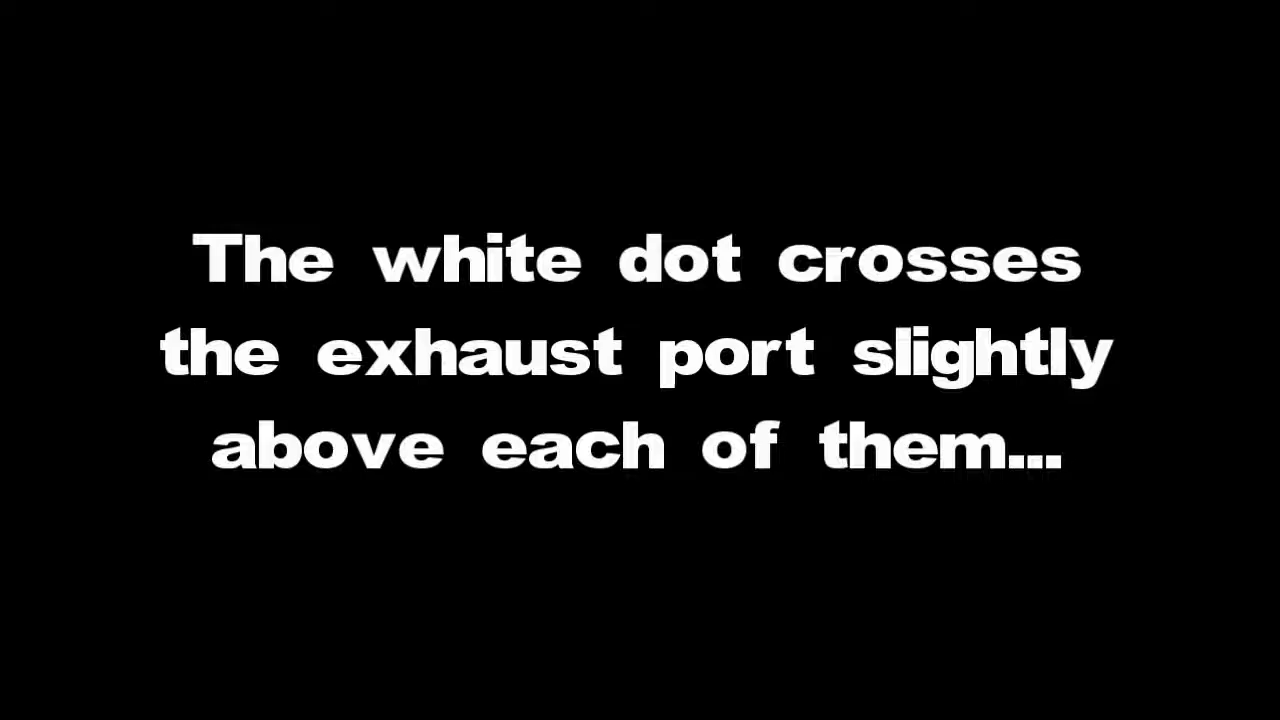 The white dot crosses
the exhaust port slightly
above each of them...